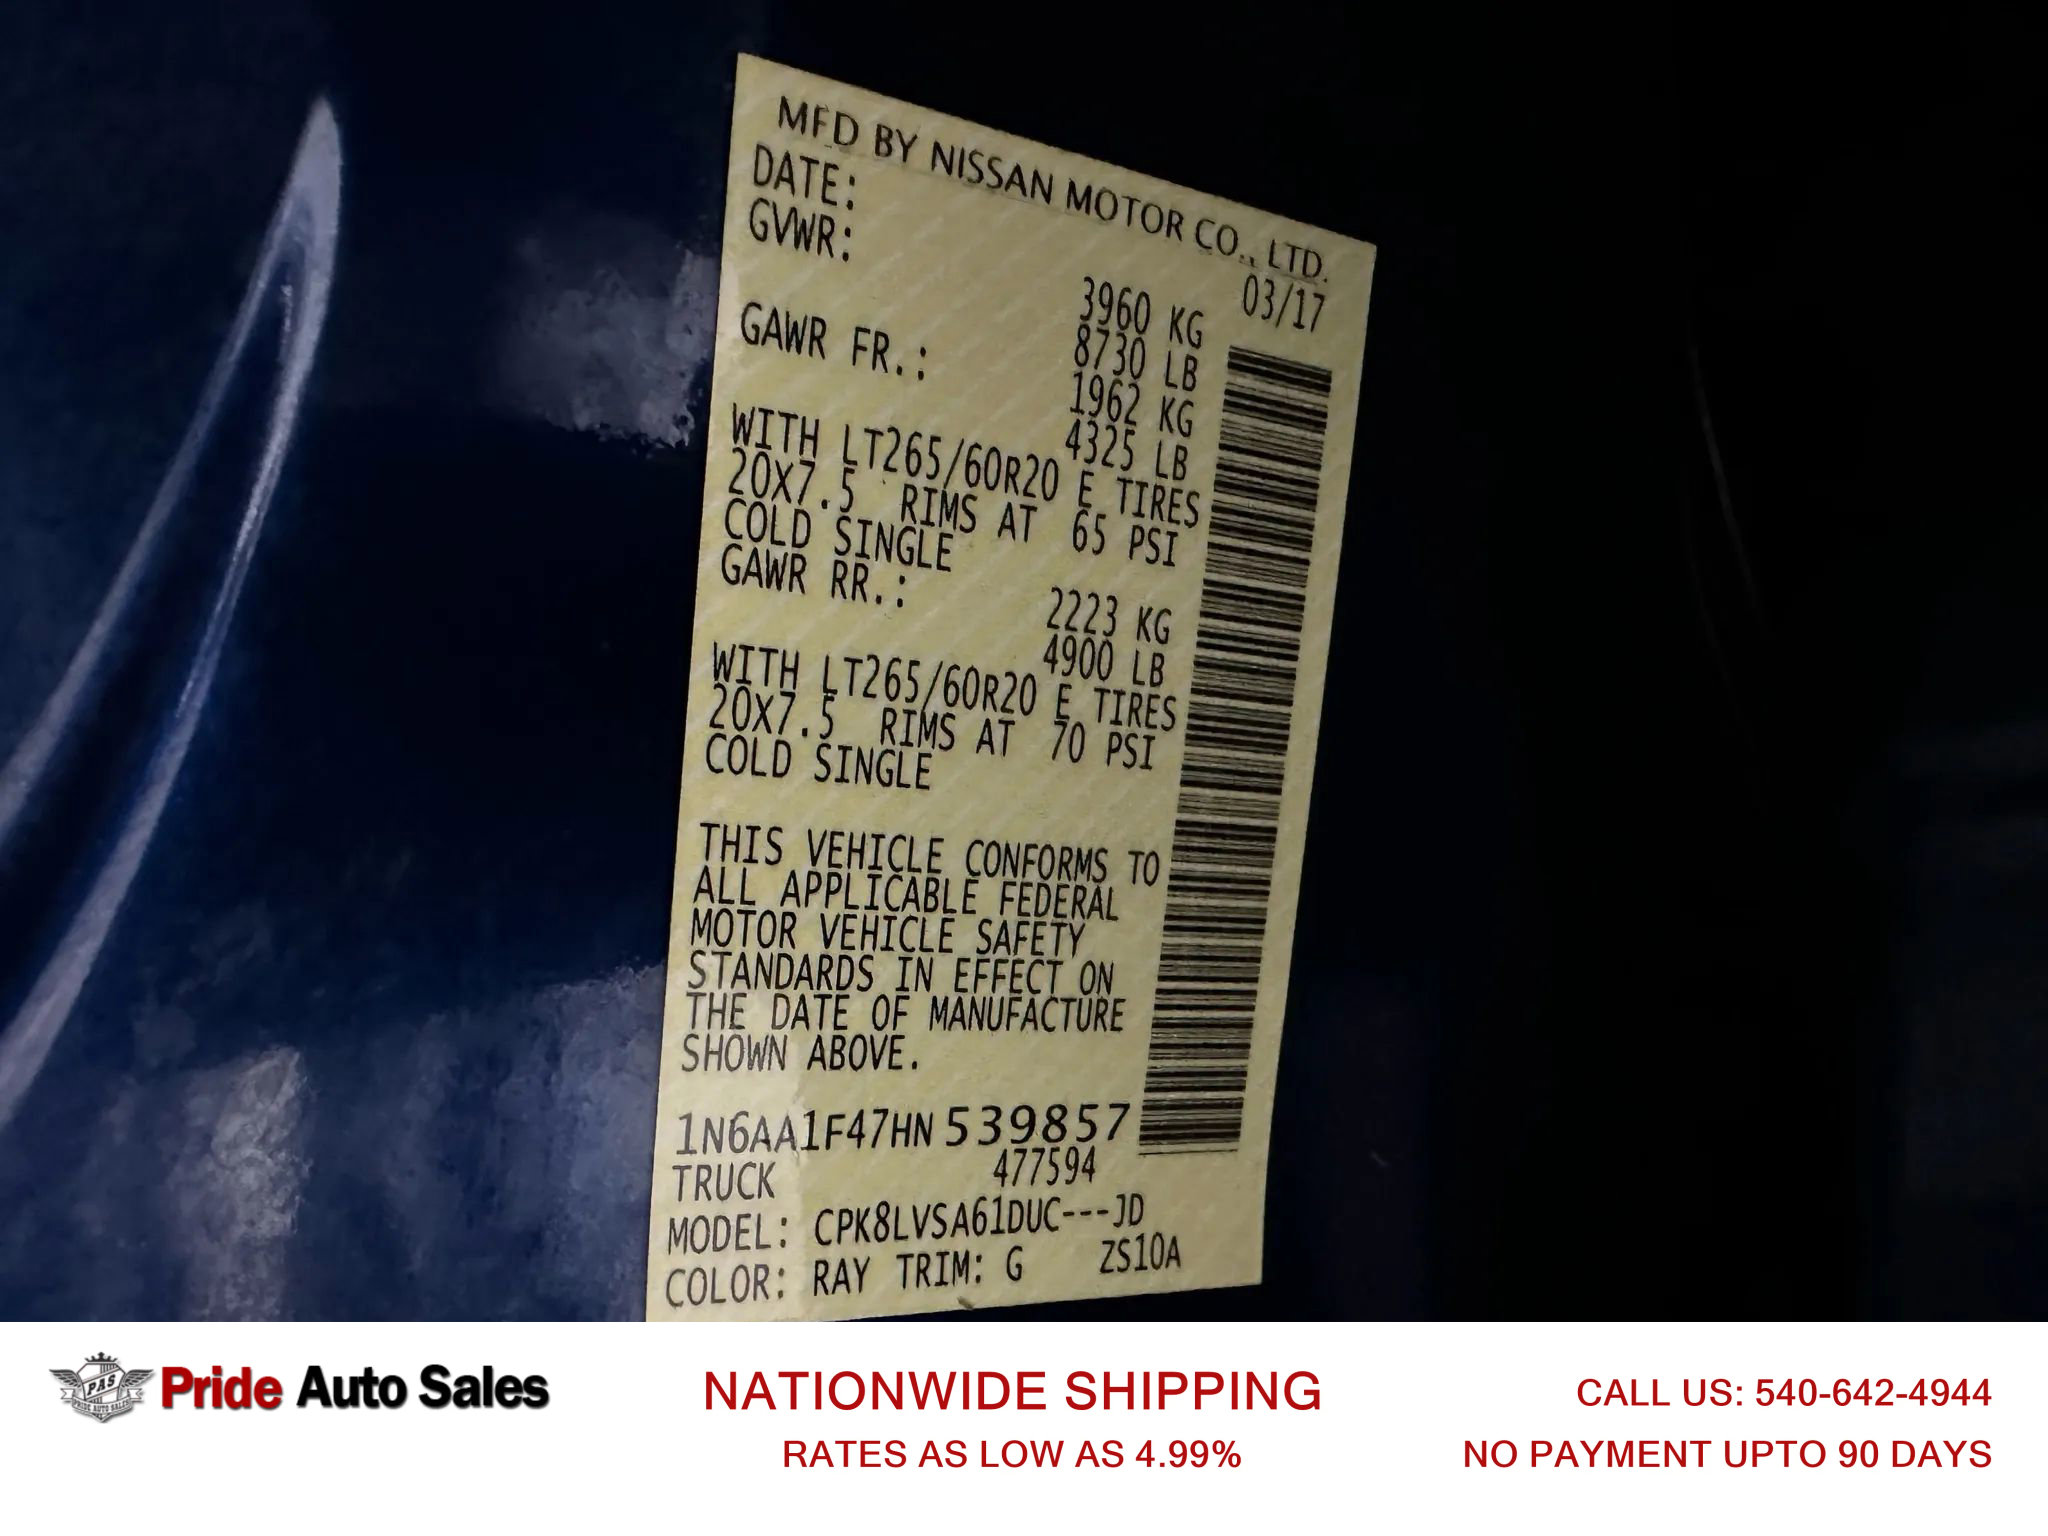 MFD BY NISSAN MOTOR CO., LTD.
DATE: 03/17
GVWR: 3960 KG
8730 LB
GAWR FR.: 1962 KG
4325 LB
WITH LT265/60R20 E TIRES
20X7.5 RIMS AT 65 PSI
COLD SINGLE
GAWR RR.: 2223 KG
4900 LB
WITH LT265/60R20 E TIRES
20X7.5 RIMS AT 70 PSI
COLD SINGLE
THIS VEHICLE CONFORMS TO
ALL APPLICABLE FEDERAL
MOTOR VEHICLE SAFETY
STANDARDS IN EFFECT ON
THE DATE OF MANUFACTURE
SHOWN ABOVE.
1N6AA1F47HN539857
TRUCK 477594
MODEL: CPK8LVSA61DUC---JD
COLOR: RAY TRIM: G ZS10A
PAS
PRIDE AUTO SALES
Pride Auto Sales
NATIONWIDE SHIPPING
RATES AS LOW AS 4.99%
CALL US: 540-642-4944
NO PAYMENT UPTO 90 DAYS